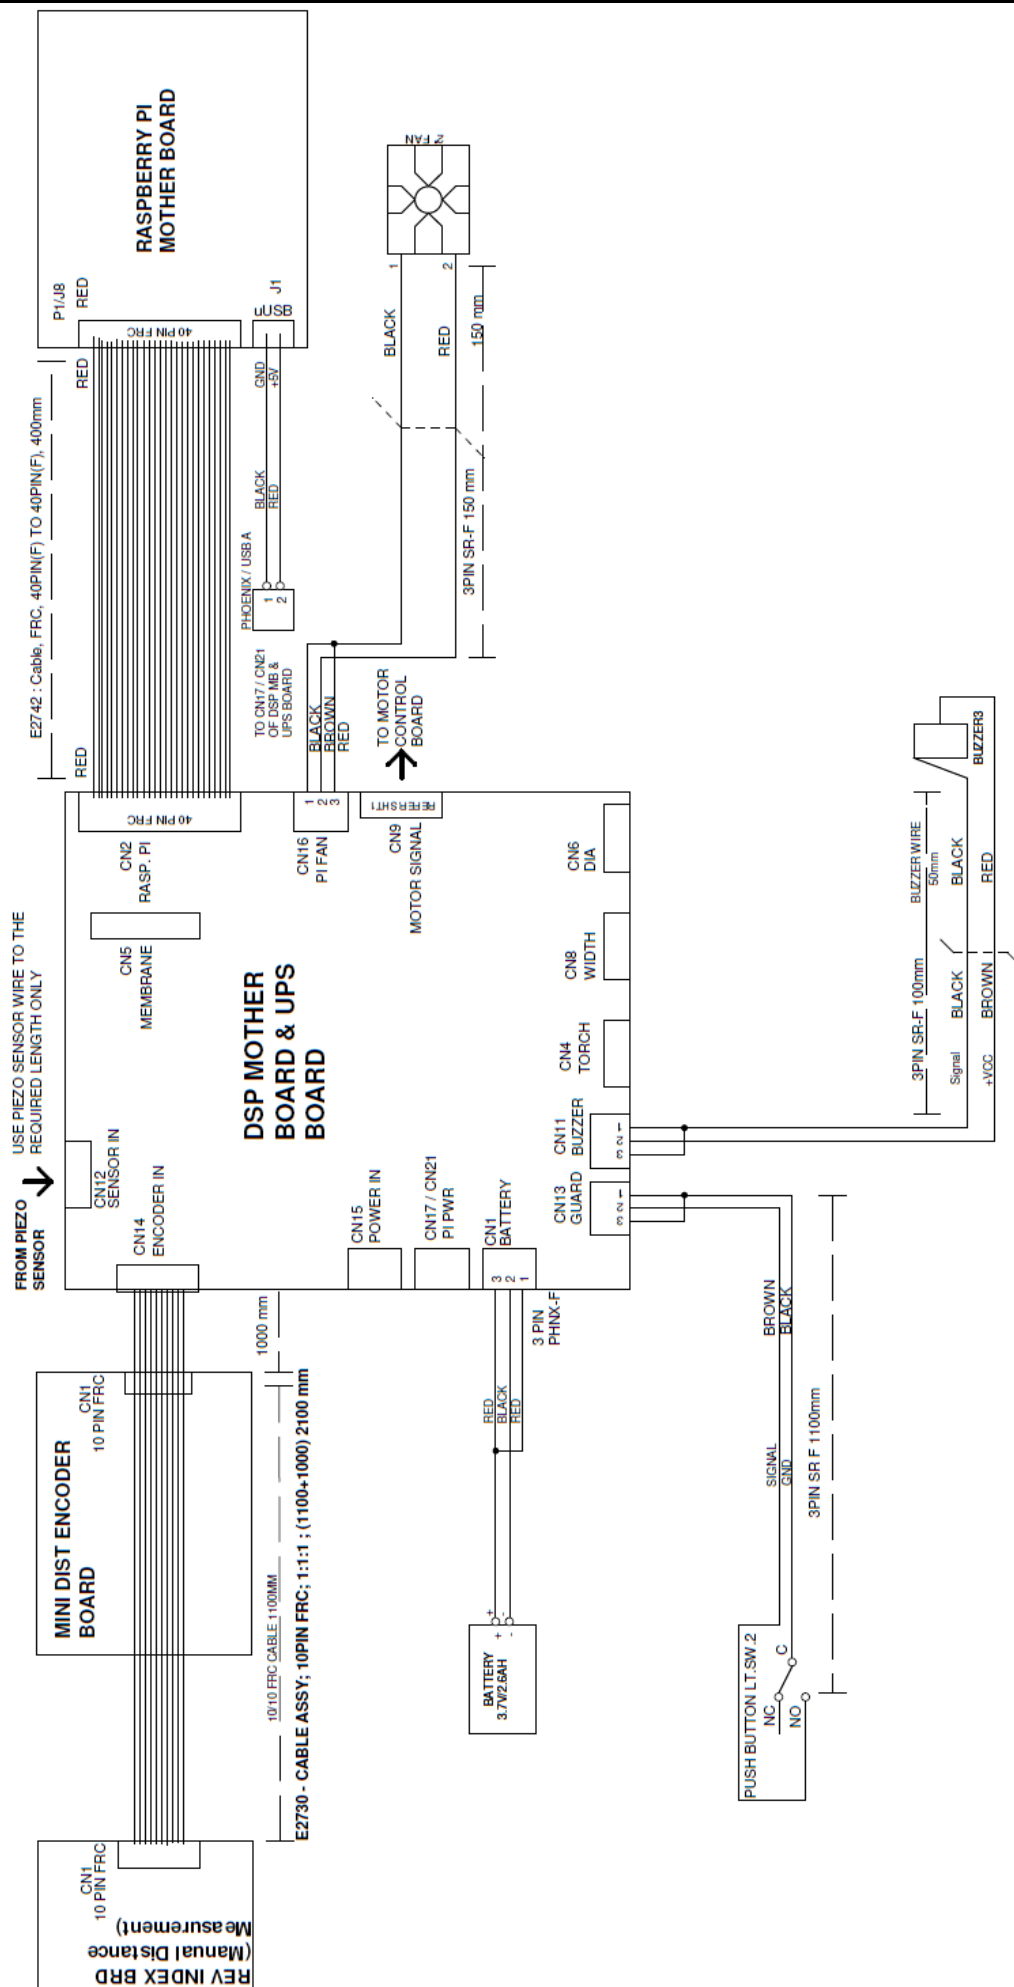 RASPBERRY PI
MOTHER BOARD
P1/J8
RED
40 PIN FRC
uUSB
J1
RED
GND
+5V
E2742 : Cable, FRC, 40PIN(F) TO 40PIN(F), 400mm
BLACK
RED
PHOENIX / USB A
1
2
TO CN17 / CN21
OF DSP MB &
UPS BOARD
RED
FAN
2
1
2
BLACK
RED
150 mm
3PIN SR-F 150 mm
BLACK
BROWN
RED
TO MOTOR
CONTROL
BOARD
40 PIN FRC
CN2
RASP. PI
1
2
3
CN16
PI FAN
REFER SHT1
CN9
MOTOR SIGNAL
CN5
MEMBRANE
CN6
DIA
CN8
WIDTH
CN4
TORCH
CN11
BUZZER
3 2 1
CN13
GUARD
3 2 1
DSP MOTHER
BOARD & UPS
BOARD
USE PIEZO SENSOR WIRE TO THE
REQUIRED LENGTH ONLY
FROM PIEZO
SENSOR
CN12
SENSOR IN
CN14
ENCODER IN
CN15
POWER IN
CN17 / CN21
PI PWR
CN1
BATTERY
3
2
1
3 PIN
PHNX-F
BUZZER3
BUZZER WIRE
50mm
BLACK
RED
3PIN SR-F 100mm
BLACK
BROWN
Signal
+VCC
1000 mm
CN1
10 PIN FRC
MINI DIST ENCODER
BOARD
10/10 FRC CABLE 1100MM
E2730 - CABLE ASSY; 10PIN FRC; 1:1:1 ; (1100+1000) 2100 mm
RED
BLACK
RED
+
-
+
-
BATTERY
3.7V/2.6AH
BROWN
BLACK
SIGNAL
GND
3PIN SR F 1100mm
PUSH BUTTON LT.SW.2
NC
NO
C
CN1
10 PIN FRC
REV INDEX BRD
(Manual Distance
Measurement)